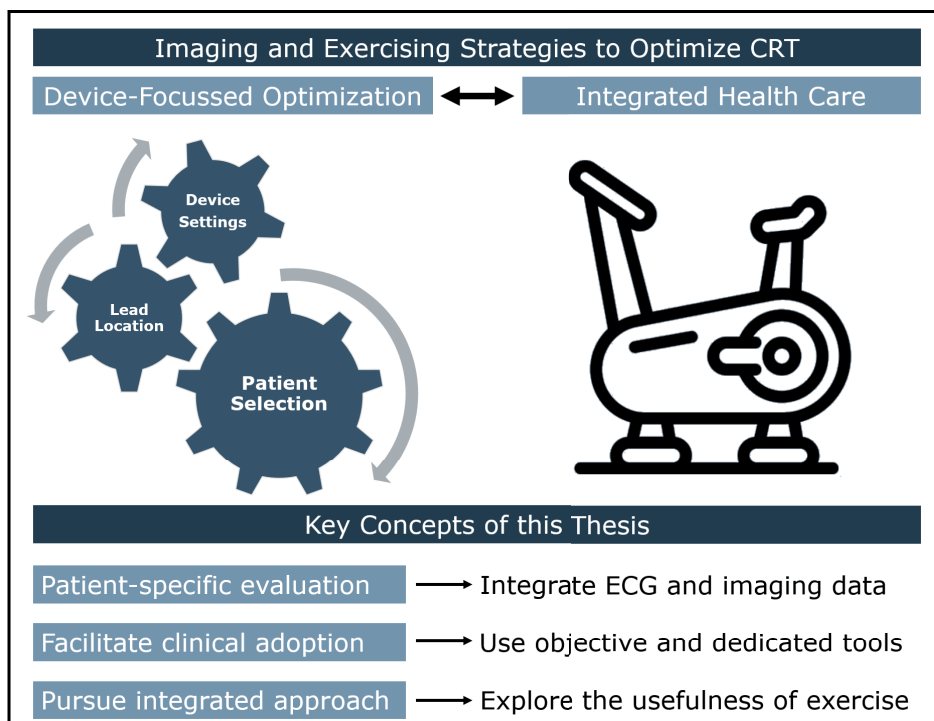 Imaging and Exercising Strategies to Optimize CRT
Device-Focussed Optimization
Integrated Health Care
Device
Settings
Lead
Location
Patient
Selection
Key Concepts of this Thesis
Patient-specific evaluation
Integrate ECG and imaging data
Facilitate clinical adoption
Use objective and dedicated tools
Pursue integrated approach
Explore the usefulness of exercise